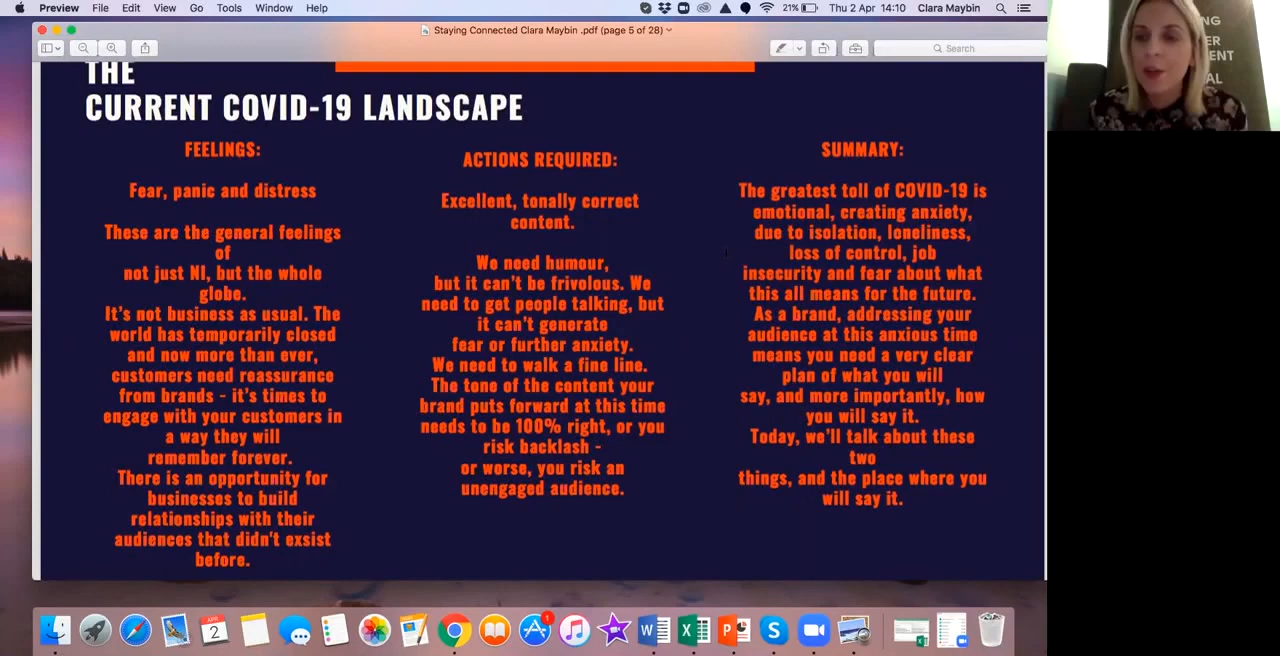 Preview File Edit View Go Tools Window Help 21% Thu 2 Apr 14:10 Clara Maybin
Staying Connected Clara Maybin .pdf (page 5 of 28)
Search
THE
CURRENT COVID-19 LANDSCAPE
FEELINGS:
Fear, panic and distress
These are the general feelings
of
not just NI, but the whole
globe.
It's not business as usual. The
world has temporarily closed
and now more than ever,
customers need reassurance
from brands - it's times to
engage with your customers in
a way they will
remember forever.
There is an opportunity for
businesses to build
relationships with their
audiences that didn't exsist
before.
ACTIONS REQUIRED:
Excellent, tonally correct
content.
We need humour,
but it can't be frivolous. We
need to get people talking, but
it can't generate
fear or further anxiety.
We need to walk a fine line.
The tone of the content your
brand puts forward at this time
needs to be 100% right, or you
risk backlash -
or worse, you risk an
unengaged audience.
SUMMARY:
The greatest toll of COVID-19 is
emotional, creating anxiety,
due to isolation, loneliness,
loss of control, job
insecurity and fear about what
this all means for the future.
As a brand, addressing your
audience at this anxious time
means you need a very clear
plan of what you will
say, and more importantly, how
you will say it.
Today, we'll talk about these
two
things, and the place where you
will say it.
APR
2
1